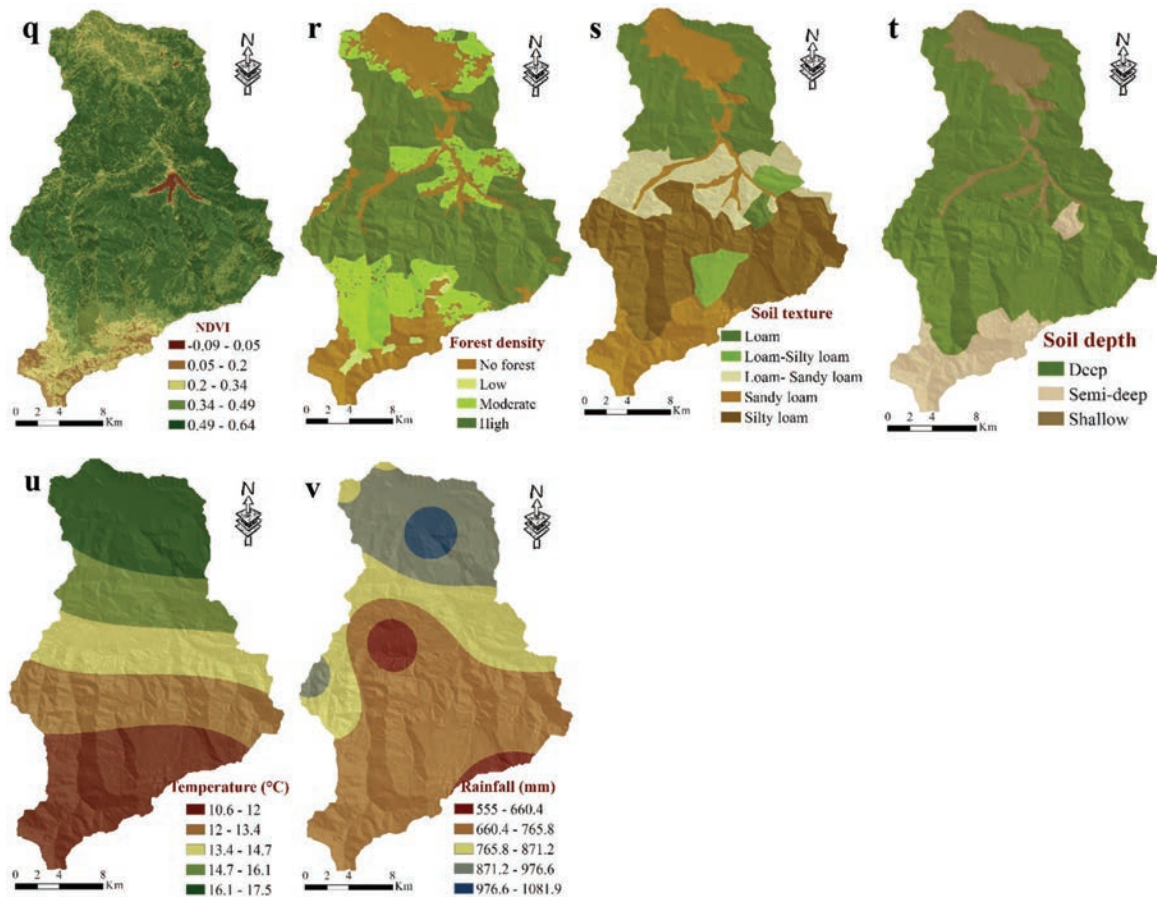 q
N
NDVI
-0.09 - 0.05
0.05 - 0.2
0.2 - 0.34
0.34 - 0.49
0.49 - 0.64
0 2 4 8
Km
r
N
Forest density
No forest
Low
Moderate
High
0 2 4 8
Km
s
N
Soil texture
Loam
Loam-Silty loam
Loam- Sandy loam
Sandy loam
Silty loam
0 2 4 8
Km
t
N
Soil depth
Deep
Semi-deep
Shallow
0 2 4 8
Km
u
N
Temperature (°C)
10.6 - 12
12 - 13.4
13.4 - 14.7
14.7 - 16.1
16.1 - 17.5
0 2 4 8
Km
v
N
Rainfall (mm)
555 - 660.4
660.4 - 765.8
765.8 - 871.2
871.2 - 976.6
976.6 - 1081.9
0 2 4 8
Km